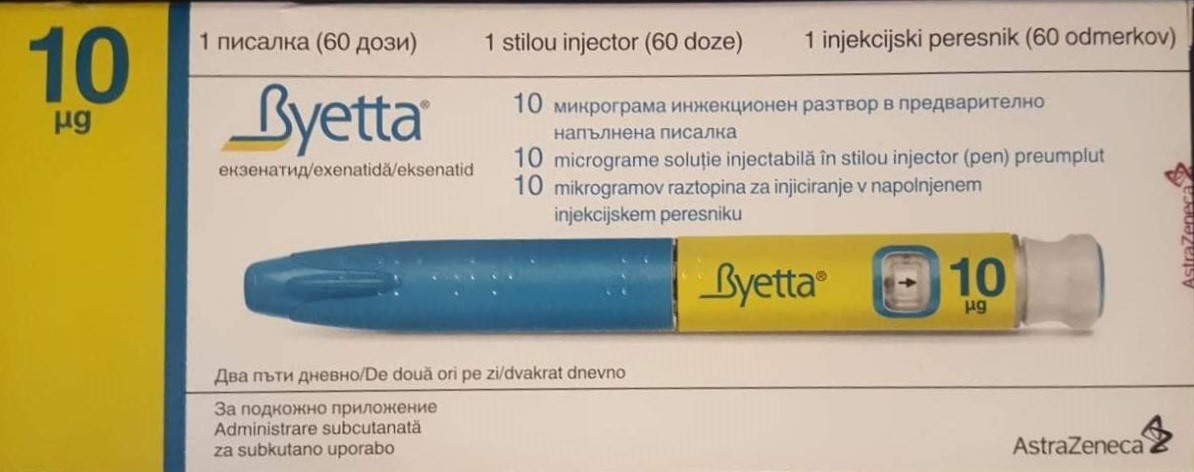 10
µg
1 писалка (60 дози) 1 stilou injector (60 doze) 1 injekcijski peresnik (60 odmerkov)
Byetta®
екзенатид/exenatidă/eksenatid
10 микрограма инжекционен разтвор в предварително
напълнена писалка
10 micrograme soluție injectabilă în stilou injector (pen) preumplut
10 mikrogramov raztopina za injiciranje v napolnjenem
injekcijskem peresniku
AstraZeneca
Byetta®
10
µg
Два пъти дневно/De două ori pe zi/dvakrat dnevno
За подкожно приложение
Administrare subcutanată
za subkutano uporabo
AstraZeneca